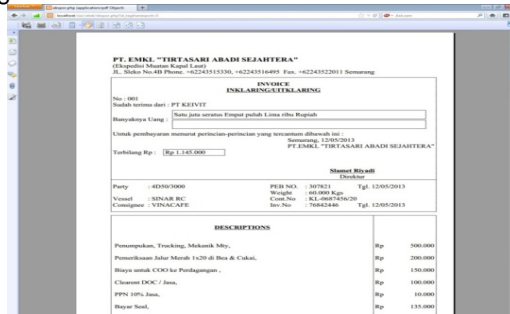 PT. EMKL "TIRTASARI ABADI SEJAHTERA"
(Ekspedisi Muatan Kapal Laut)
JL. Sleko No.4B Phone. +62243515330, +62243516495 Fax. +62243522011 Semarang
INVOICE
INKLARING/UITKLARING
No : 001
Sudah terima dari : PT KEIVIT
Banyaknya Uang : Satu juta seratus Empat puluh Lima ribu Rupiah
Untuk pembayaran menurut perincian-perincian yang tercantum dibawah ini :
Semarang, 12/05/2013
PT.EMKL "TIRTASARI ABADI SEJAHTERA"
Terbilang Rp : Rp 1.145.000
Slamet Riyadi
Direktur
Party : 4D50/3000 PEB NO. : 307821 Tgl. 12/05/2013
Weight : 60.000 Kgs
Vessel : SINAR RC Cont.No : KL-0687456/20
Consignee : VINACAFE Inv.No : 76842446 Tgl. 12/05/2013
DESCRIPTIONS
Penumpukan, Trucking, Mekanik Mty, Rp 500.000
Pemeriksaan Jalur Merah 1x20 di Bea & Cukai, Rp 200.000
Biaya untuk COO ke Perdagangan , Rp 150.000
Clearent DOC / Jasa, Rp 100.000
PPN 10% Jasa, Rp 10.000
Bayar Seal, Rp 135.000